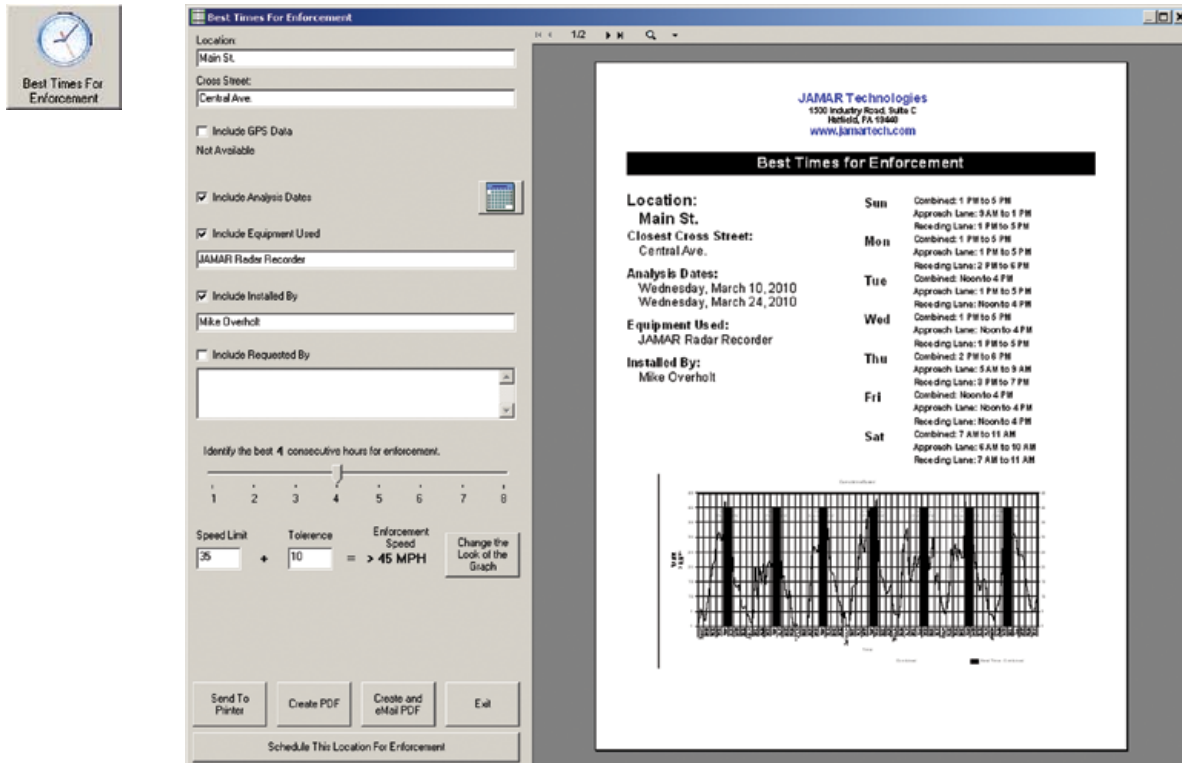 Best Times For
Enforcement
Best Times For Enforcement
Location:
Main St.
Cross Street:
Central Ave.
Include GPS Data
Not Available
Include Analysis Dates
Include Equipment Used
JAMAR Radar Recorder
Include Installed By
Mike Overholt
Include Requested By
Identify the best 4 consecutive hours for enforcement.
1 2 3 4 5 6 7 8
Speed Limit
Tolerence
Enforcement
Speed
35 + 10 = > 45 MPH
Change the
Look of the
Graph
Send To
Printer
Create PDF
Create and
eMail PDF
Exit
Schedule This Location For Enforcement
1/2
JAMAR Technologies
1500 Industry Road, Suite C
Hatfield, PA 19440
www.jamartech.com
Best Times for Enforcement
Location:
Main St.
Closest Cross Street:
Central Ave.
Analysis Dates:
Wednesday, March 10, 2010
Wednesday, March 24, 2010
Equipment Used:
JAMAR Radar Recorder
Installed By:
Mike Overholt
Sun
Combined: 1 PM to 5 PM
Approach Lane: 9 AM to 1 PM
Receding Lane: 1 PM to 5 PM
Mon
Combined: 1 PM to 5 PM
Approach Lane: 1 PM to 5 PM
Receding Lane: 2 PM to 6 PM
Tue
Combined: Noon to 4 PM
Approach Lane: 1 PM to 5 PM
Receding Lane: Noon to 4 PM
Wed
Combined: 1 PM to 5 PM
Approach Lane: Noon to 4 PM
Receding Lane: 1 PM to 5 PM
Thu
Combined: 2 PM to 6 PM
Approach Lane: 5 AM to 9 AM
Receding Lane: 3 PM to 7 PM
Fri
Combined: Noon to 4 PM
Approach Lane: Noon to 4 PM
Receding Lane: Noon to 4 PM
Sat
Combined: 7 AM to 11 AM
Approach Lane: 6 AM to 10 AM
Receding Lane: 7 AM to 11 AM